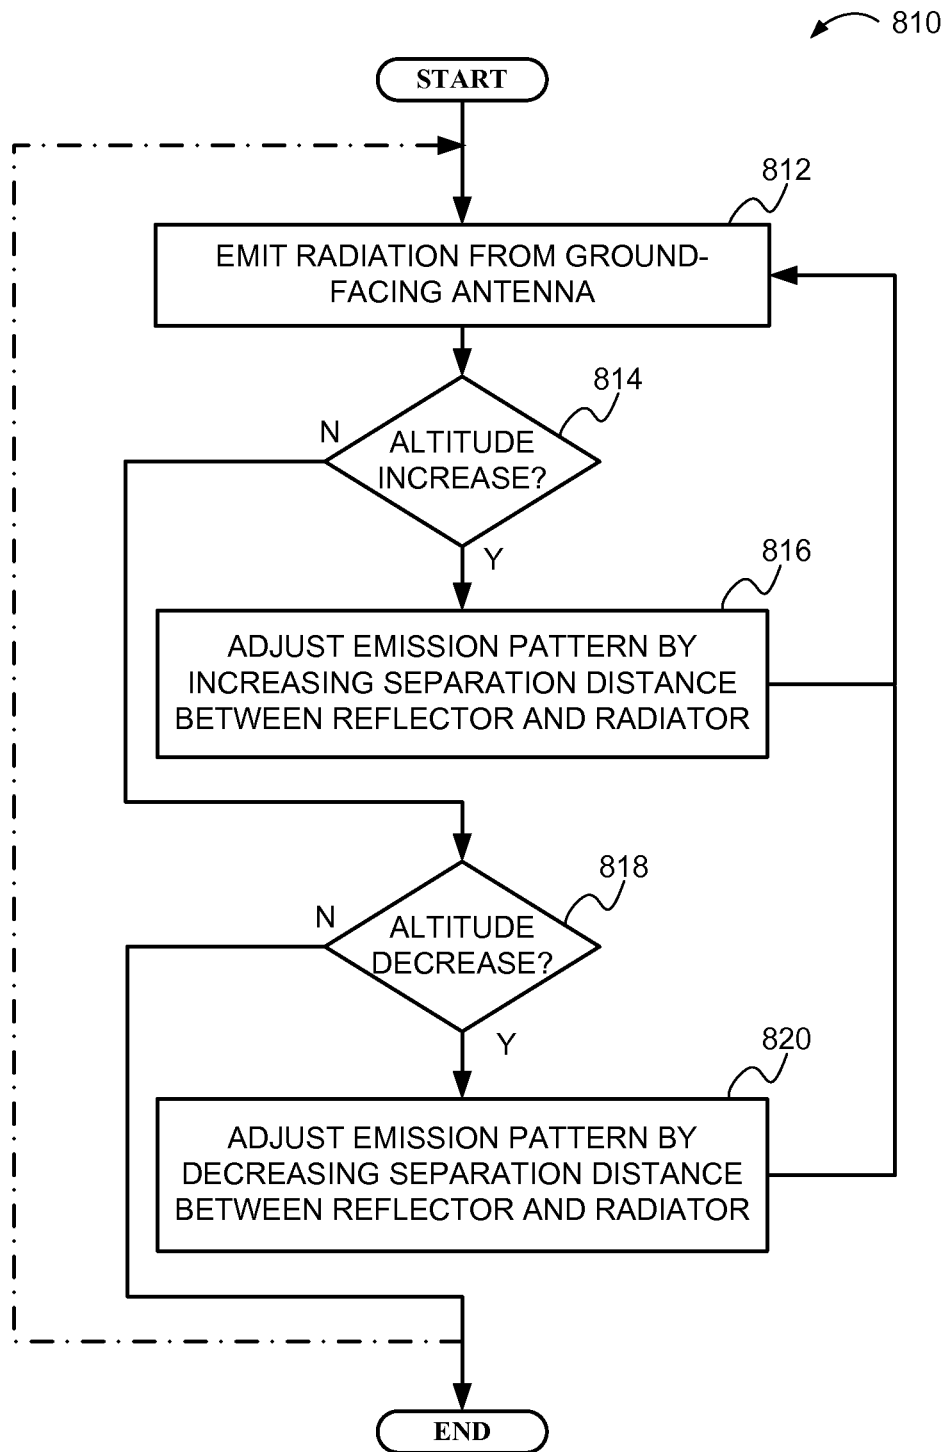 810
START
812
EMIT RADIATION FROM GROUND-
FACING ANTENNA
814
N
ALTITUDE
INCREASE?
Y
816
ADJUST EMISSION PATTERN BY
INCREASING SEPARATION DISTANCE
BETWEEN REFLECTOR AND RADIATOR
818
N
ALTITUDE
DECREASE?
Y
820
ADJUST EMISSION PATTERN BY
DECREASING SEPARATION DISTANCE
BETWEEN REFLECTOR AND RADIATOR
END